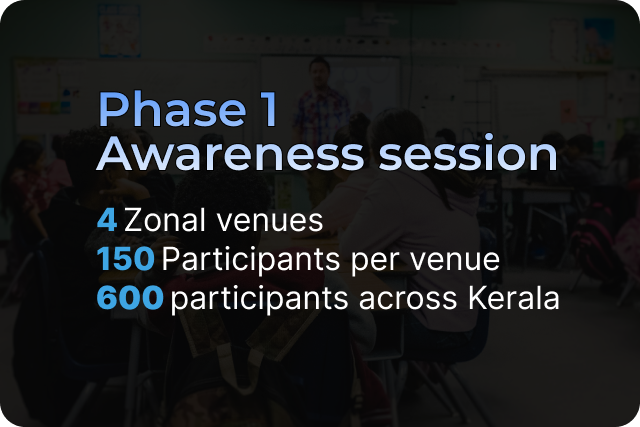 Phase 1
Awareness session
4 Zonal venues
150 Participants per venue
600 participants across Kerala